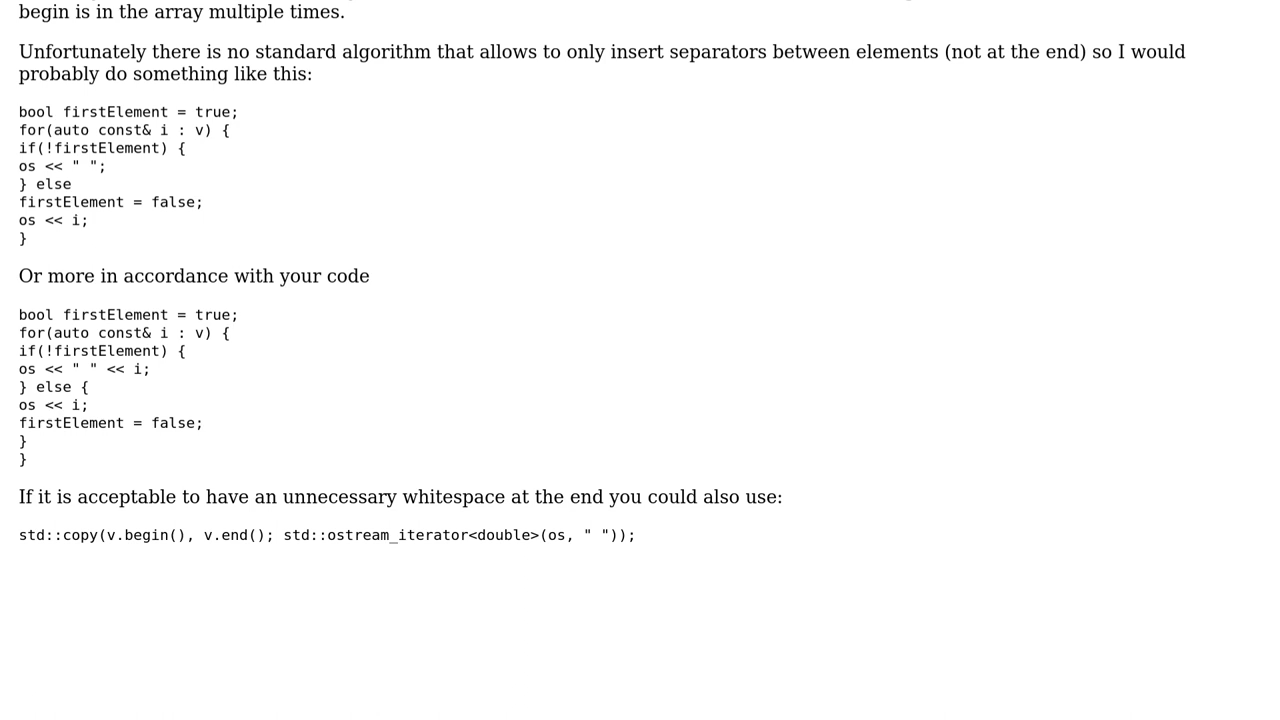 begin is in the array multiple times.
Unfortunately there is no standard algorithm that allows to only insert separators between elements (not at the end) so I would
probably do something like this:
bool firstElement = true;
for(auto const& i : v) {
if(!firstElement) {
os << " ";
} else
firstElement = false;
os << i;
}
Or more in accordance with your code
bool firstElement = true;
for(auto const& i : v) {
if(!firstElement) {
os << " " << i;
} else {
os << i;
firstElement = false;
}
}
If it is acceptable to have an unnecessary whitespace at the end you could also use:
std::copy(v.begin(), v.end(); std::ostream_iterator<double>(os, " "));